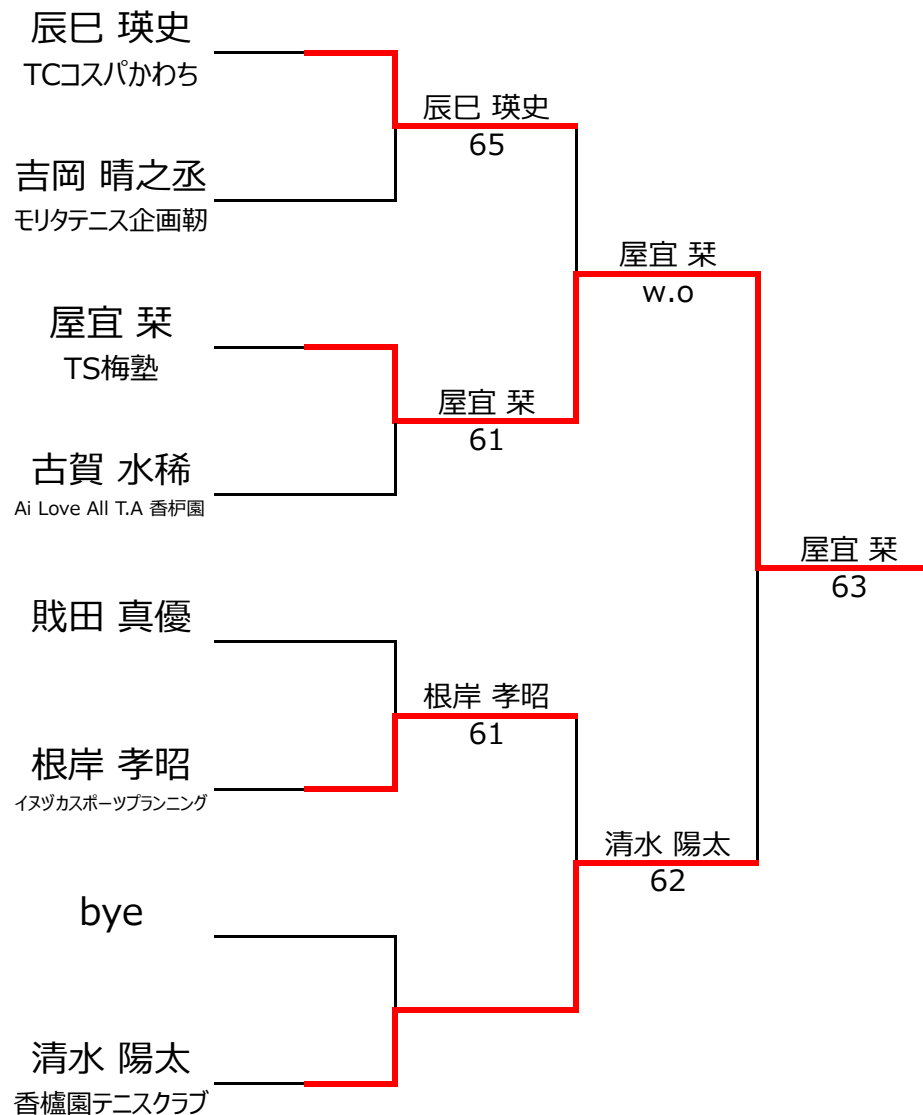 辰巳 瑛史
TCコスパかわち
辰巳 瑛史
65
吉岡 晴之丞
モリタテニス企画靭
屋宜 栞
w.o
屋宜 栞
TS梅塾
屋宜 栞
61
古賀 水稀
Ai Love All T.A 香枦園
屋宜 栞
63
戝田 真優
根岸 孝昭
61
根岸 孝昭
イヌヅカスポーツプランニング
清水 陽太
62
bye
清水 陽太
香櫨園テニスクラブ